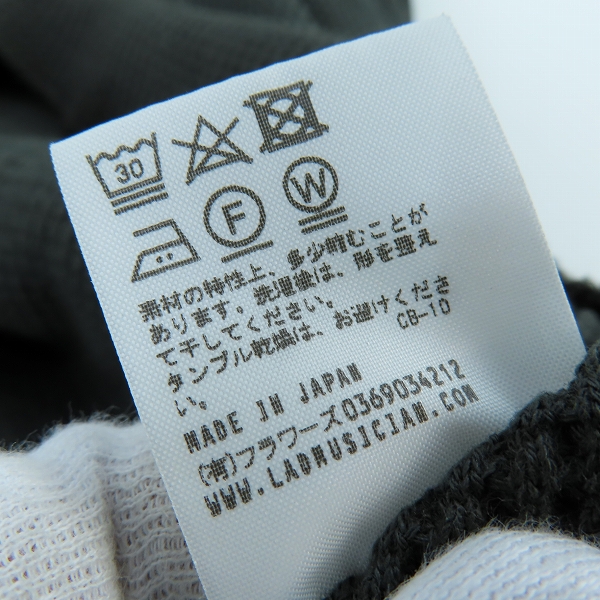 30
F W
素材の特性上、多少縮むことが
あります。洗濯後は、形を整え
て干してください。
タンブル乾燥は、お避けくださ
い。 CB-10
MADE IN JAPAN
(有)フラワーズ0369034212
WWW.LADMUSICIAN.COM